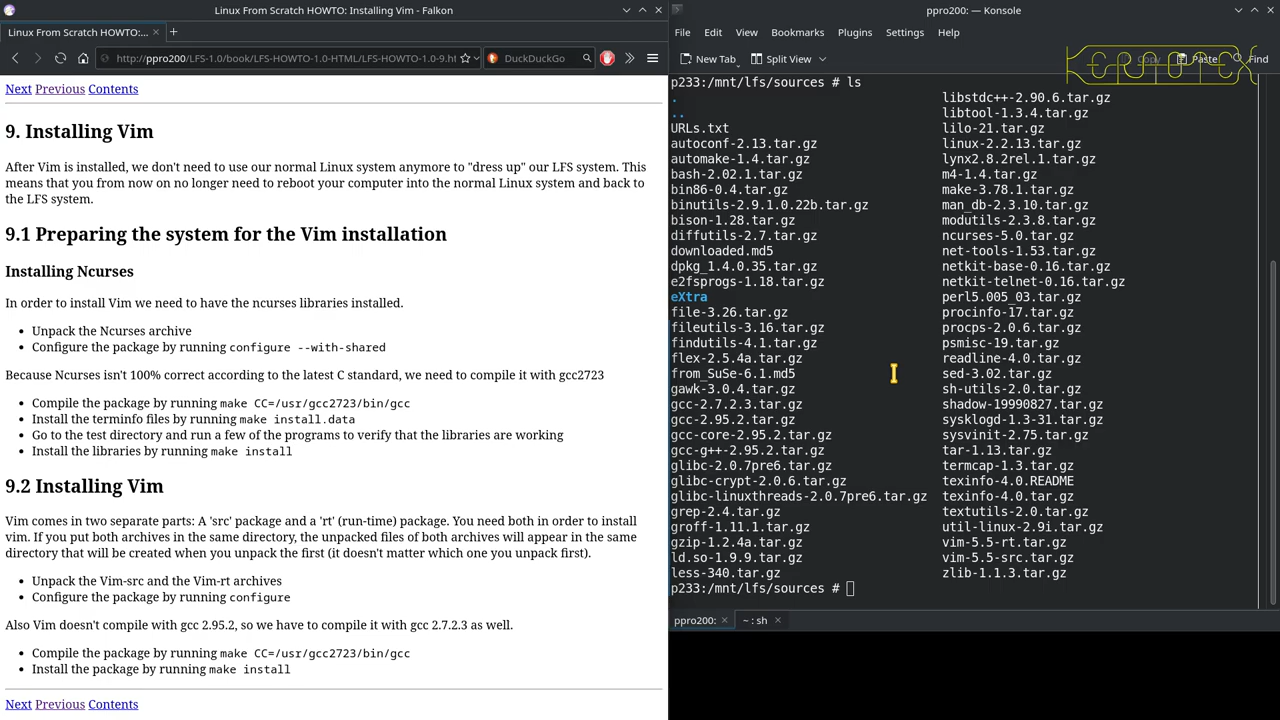 Linux From Scratch HOWTO: Installing Vim - Falkon
Linux From Scratch HOWTO:...
http://ppro200/LFS-1.0/book/LFS-HOWTO-1.0-HTML/LFS-HOWTO-1.0-9.ht
DuckDuckGo
Next Previous Contents
9. Installing Vim
After Vim is installed, we don't need to use our normal Linux system anymore to "dress up" our LFS system. This
means that you from now on no longer need to reboot your computer into the normal Linux system and back to
the LFS system.
9.1 Preparing the system for the Vim installation
Installing Ncurses
In order to install Vim we need to have the ncurses libraries installed.
• Unpack the Ncurses archive
• Configure the package by running configure --with-shared
Because Ncurses isn't 100% correct according to the latest C standard, we need to compile it with gcc2723
• Compile the package by running make CC=/usr/gcc2723/bin/gcc
• Install the terminfo files by running make install.data
• Go to the test directory and run a few of the programs to verify that the libraries are working
• Install the libraries by running make install
9.2 Installing Vim
Vim comes in two separate parts: A 'src' package and a 'rt' (run-time) package. You need both in order to install
vim. If you put both archives in the same directory, the unpacked files of both archives will appear in the same
directory that will be created when you unpack the first (it doesn't matter which one you unpack first).
• Unpack the Vim-src and the Vim-rt archives
• Configure the package by running configure
Also Vim doesn't compile with gcc 2.95.2, so we have to compile it with gcc 2.7.2.3 as well.
• Compile the package by running make CC=/usr/gcc2723/bin/gcc
• Install the package by running make install
Next Previous Contents
ppro200: — Konsole
File Edit View Bookmarks Plugins Settings Help
New Tab Split View Copy Paste Find
p233:/mnt/lfs/sources # ls
. libstdc++-2.90.6.tar.gz
.. libtool-1.3.4.tar.gz
URLs.txt lilo-21.tar.gz
autoconf-2.13.tar.gz linux-2.2.13.tar.gz
automake-1.4.tar.gz lynx2.8.2rel.1.tar.gz
bash-2.02.1.tar.gz m4-1.4.tar.gz
bin86-0.4.tar.gz make-3.78.1.tar.gz
binutils-2.9.1.0.22b.tar.gz man_db-2.3.10.tar.gz
bison-1.28.tar.gz modutils-2.3.8.tar.gz
diffutils-2.7.tar.gz ncurses-5.0.tar.gz
downloaded.md5 net-tools-1.53.tar.gz
dpkg_1.4.0.35.tar.gz netkit-base-0.16.tar.gz
e2fsprogs-1.18.tar.gz netkit-telnet-0.16.tar.gz
eXtra perl5.005_03.tar.gz
file-3.26.tar.gz procinfo-17.tar.gz
fileutils-3.16.tar.gz procps-2.0.6.tar.gz
findutils-4.1.tar.gz psmisc-19.tar.gz
flex-2.5.4a.tar.gz readline-4.0.tar.gz
from_SuSe-6.1.md5 sed-3.02.tar.gz
gawk-3.0.4.tar.gz sh-utils-2.0.tar.gz
gcc-2.7.2.3.tar.gz shadow-19990827.tar.gz
gcc-2.95.2.tar.gz sysklogd-1.3-31.tar.gz
gcc-core-2.95.2.tar.gz sysvinit-2.75.tar.gz
gcc-g++-2.95.2.tar.gz tar-1.13.tar.gz
glibc-2.0.7pre6.tar.gz termcap-1.3.tar.gz
glibc-crypt-2.0.6.tar.gz texinfo-4.0.README
glibc-linuxthreads-2.0.7pre6.tar.gz texinfo-4.0.tar.gz
grep-2.4.tar.gz textutils-2.0.tar.gz
groff-1.11.1.tar.gz util-linux-2.9i.tar.gz
gzip-1.2.4a.tar.gz vim-5.5-rt.tar.gz
ld.so-1.9.9.tar.gz vim-5.5-src.tar.gz
less-340.tar.gz zlib-1.1.3.tar.gz
p233:/mnt/lfs/sources #
ppro200: ~ : sh